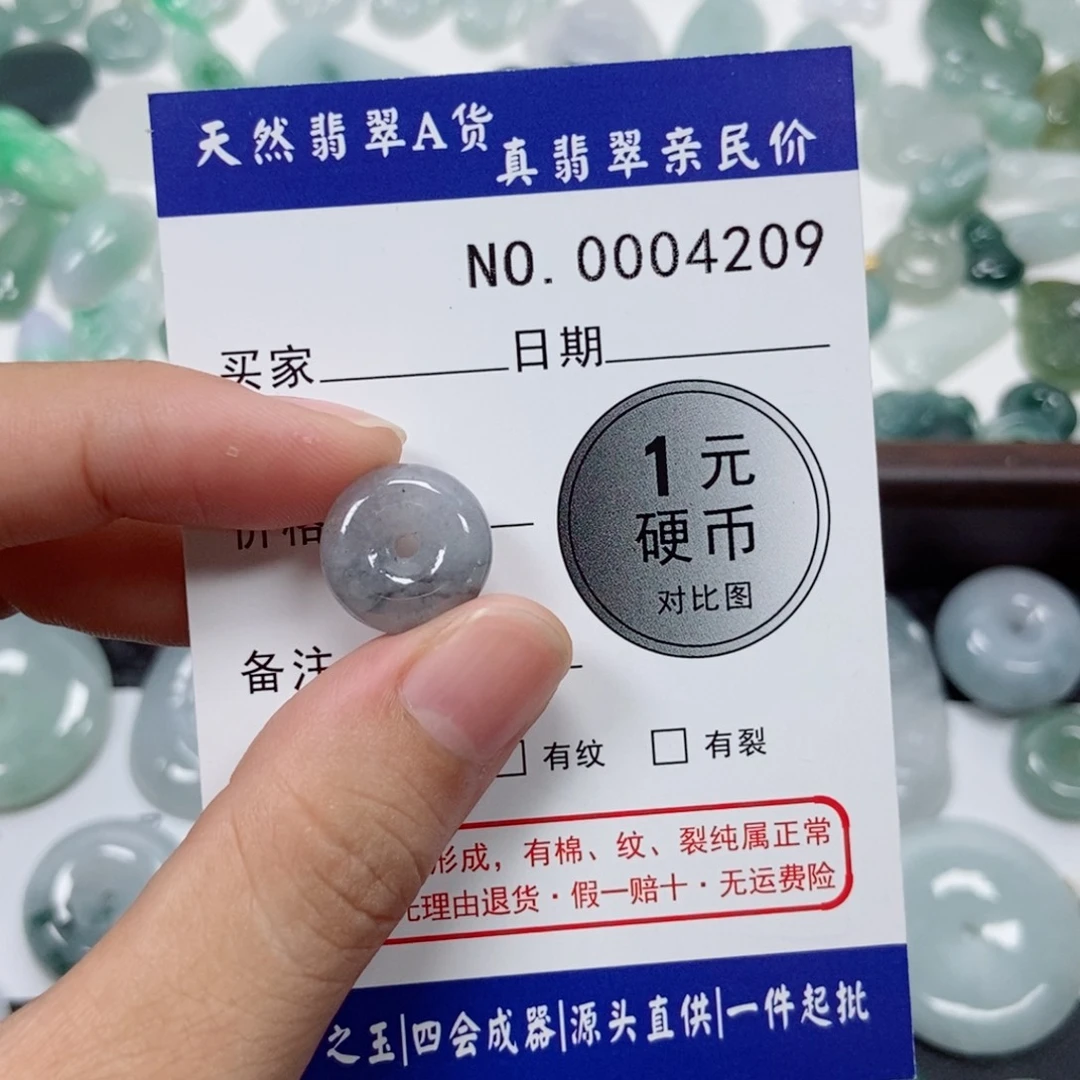 天然翡翠A货 真翡翠亲民价
NO. 0004209
买家 日期
1元
硬币
对比图
价格
备注
有纹 有裂
形成，有棉、纹、裂纯属正常
无理由退货·假一赔十·无运费险
之玉|四会成器|源头直供|一件起批